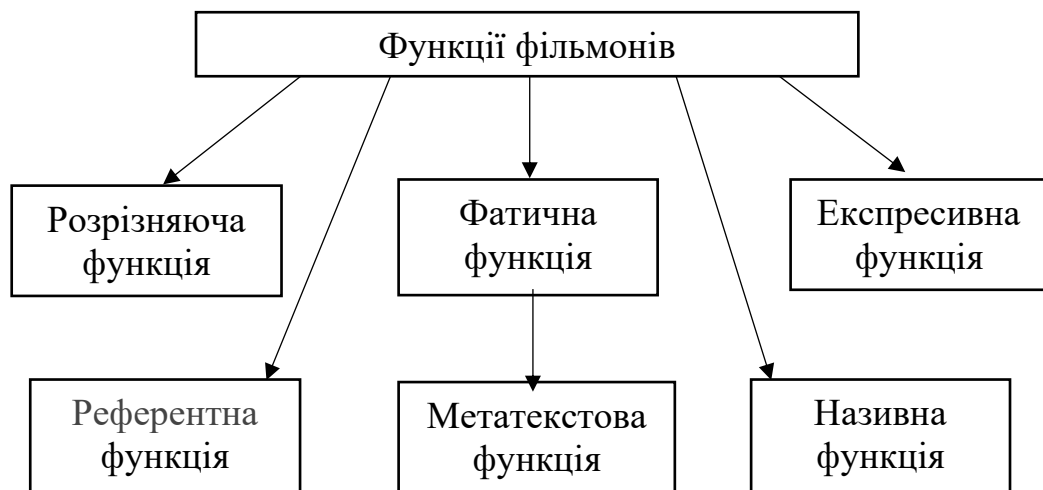 Функції фільмонів
Розрізняюча
функція
Фатична
функція
Експресивна
функція
Референтна
функція
Метатекстова
функція
Називна
функція